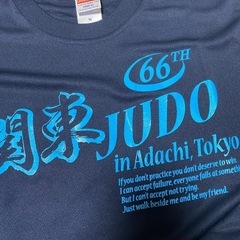 66TH
関東JUDO
in Adachi, Tokyo
If you don't practice you don't deserve to win.
I can accept failure, everyone fails at something
But I can't accept not trying.
Just walk beside me and be my friend.